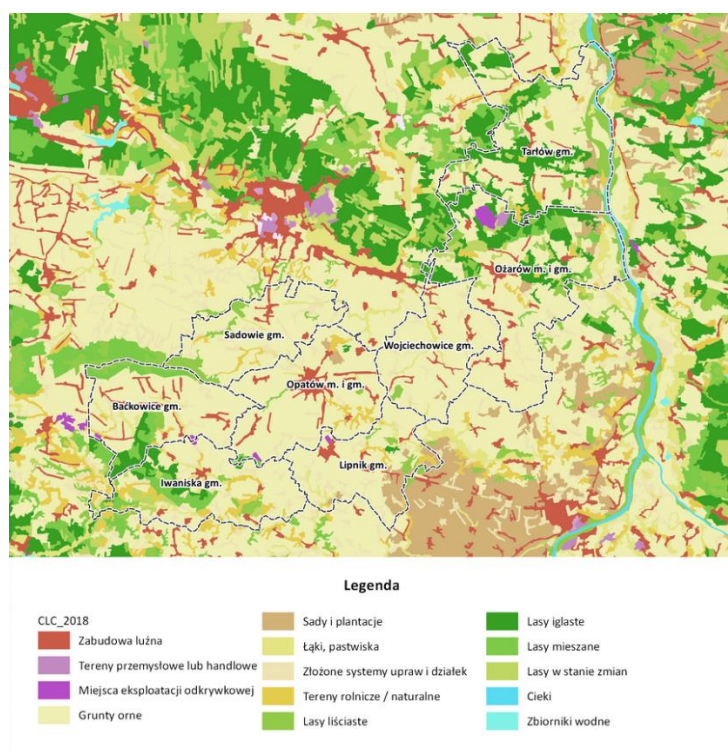 Tarłów gm.
Ożarów m. i gm.
Sadowie gm.
Wojciechowice gm.
Opatów m. i gm.
Baćkowice gm.
Lipnik gm.
Iwaniska gm.
Legenda
CLC_2018
Zabudowa luźna
Tereny przemysłowe lub handlowe
Miejsca eksploatacji odkrywkowej
Grunty orne
Sady i plantacje
Łąki, pastwiska
Złożone systemy upraw i działek
Tereny rolnicze / naturalne
Lasy liściaste
Lasy iglaste
Lasy mieszane
Lasy w stanie zmian
Cieki
Zbiorniki wodne